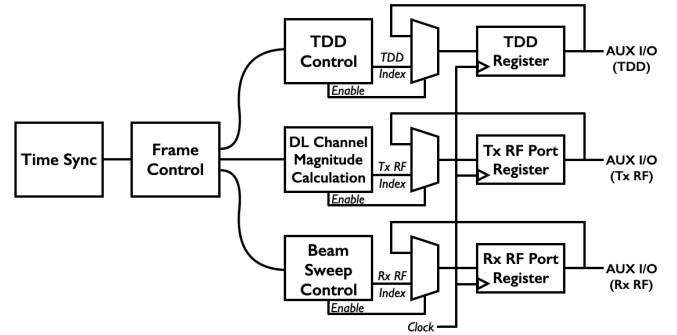 Time Sync
Frame
Control
TDD
Control
TDD
Index
Enable
TDD
Register
AUX I/O
(TDD)
DL Channel
Magnitude
Calculation
Tx RF
Index
Enable
Tx RF Port
Register
AUX I/O
(Tx RF)
Beam
Sweep
Control
Rx RF
Index
Enable
Rx RF Port
Register
AUX I/O
(Rx RF)
Clock